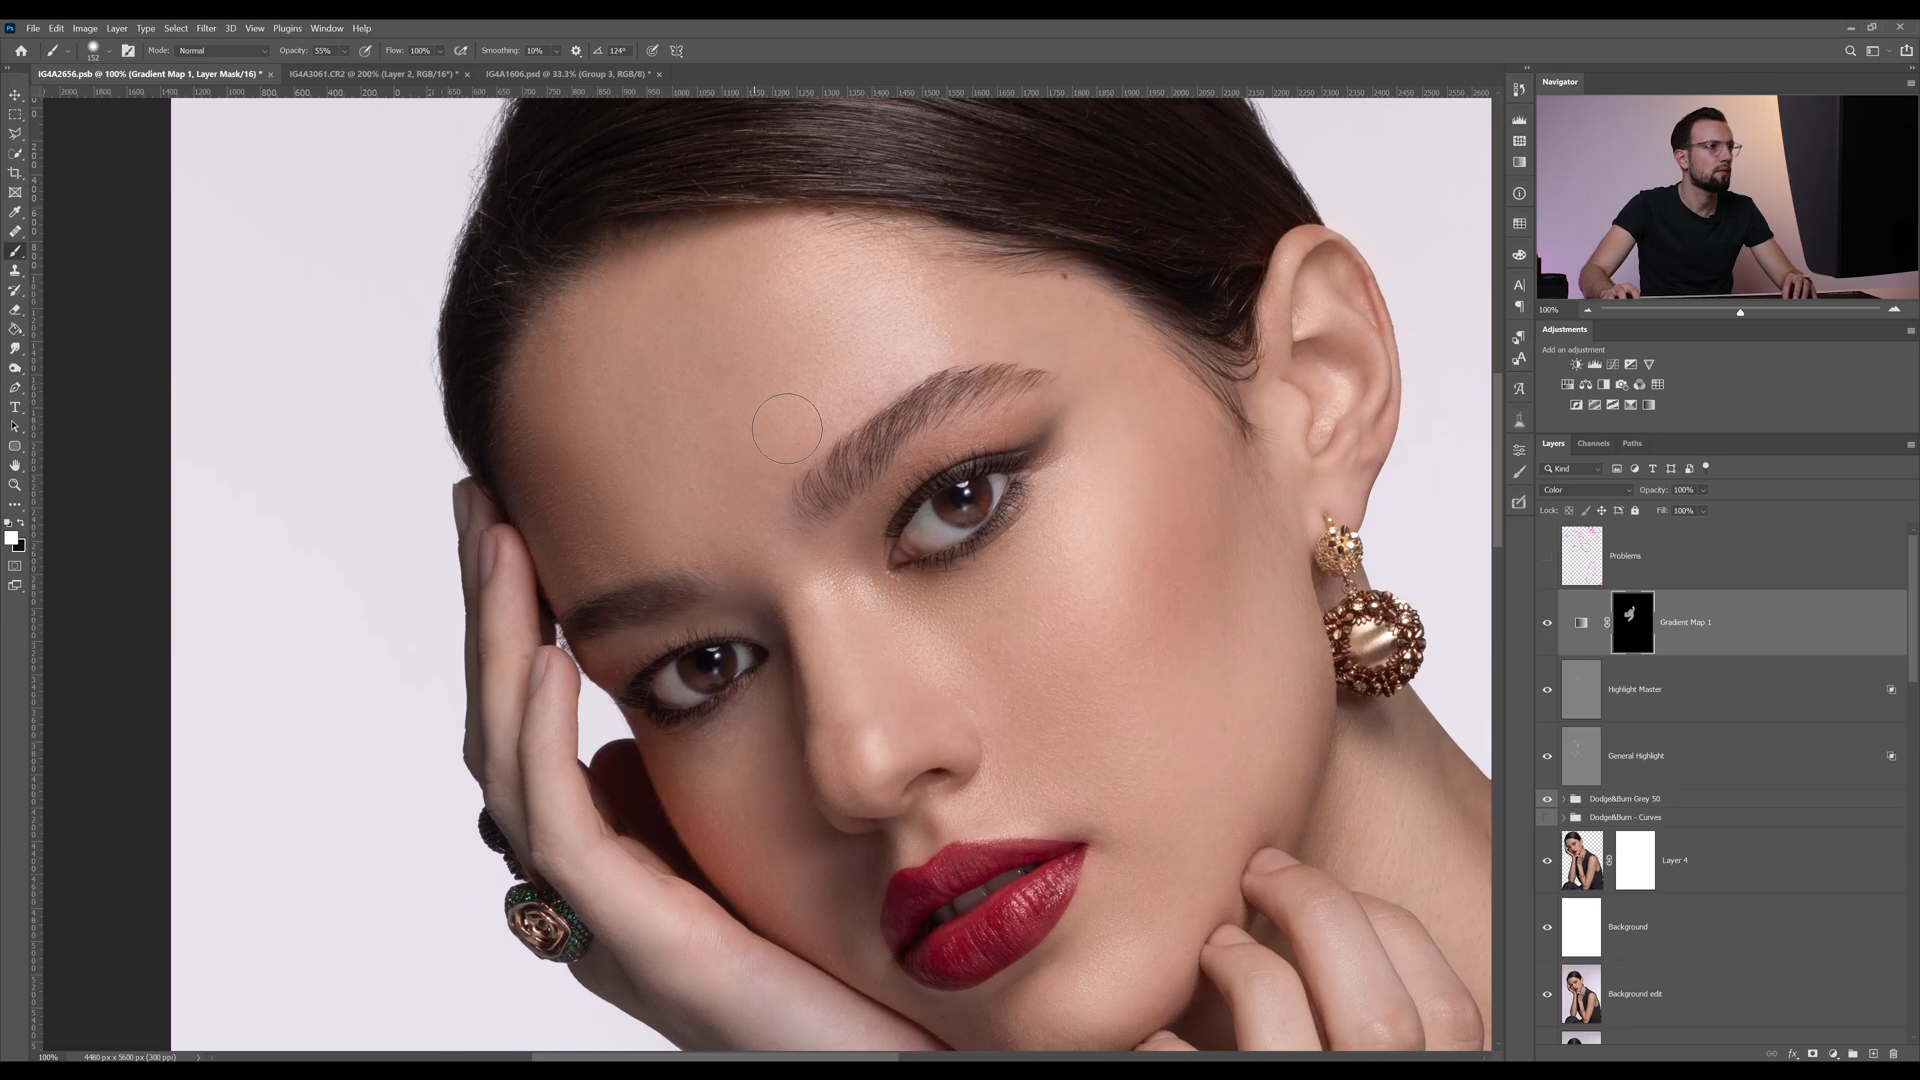 Ps File Edit Image Layer Type Select Filter 3D View Plugins Window Help
152 Mode: Normal Opacity: 55% Flow: 100% Smoothing: 10% 124°
IG4A2656.psb @ 100% (Gradient Map 1, Layer Mask/16) * × IG4A3061.CR2 @ 200% (Layer 2, RGB/16*) * × IG4A1606.psd @ 33.3% (Group 3, RGB/8) * ×
2000 1800 1600 1400 1200 1000 800 600 400 200 0 650 600 650 700 750 800 850 900 950 1000 1050 1100 1150 1200 1250 1300 1350 1400 1450 1500 1550 1600 1650 1700 1750 1800 1850 1900 1950 2000 2050 2100 2150 2200 2250 2300 2350 2400 2450 2500 2550 2600
Navigator
100%
Adjustments
Add an adjustment
Layers Channels Paths
Kind
Color Opacity: 100%
Lock: Fill: 100%
Problems
Gradient Map 1
Highlight Master
General Highlight
Dodge&Burn Grey 50
Dodge&Burn - Curves
Layer 4
Background
Background edit
100% 4480 px x 5600 px (300 ppi)